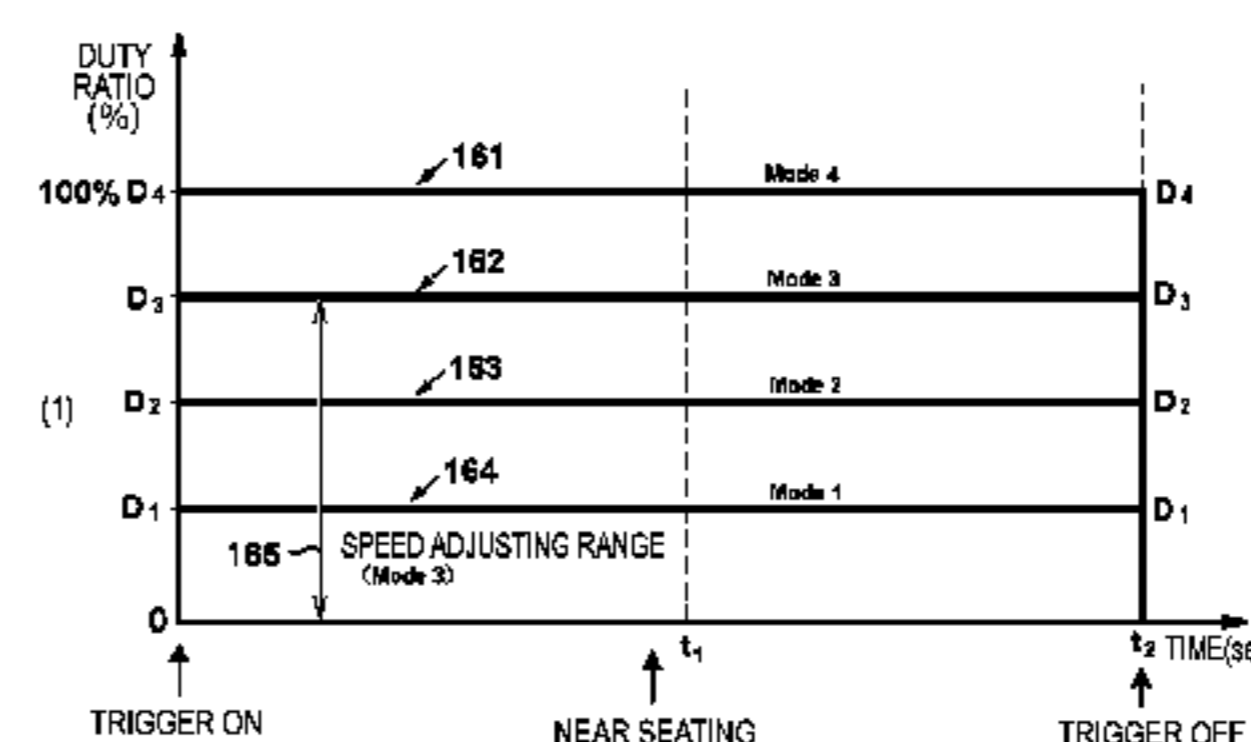 DUTY
RATIO
(%)
161
Mode 4
100% D4
D4
162
Mode 3
D3
D3
163
Mode 2
(1)
D2
D2
164
Mode 1
D1
D1
165
SPEED ADJUSTING RANGE
(Mode 3)
0
t1
t2 TIME(se
TRIGGER ON
NEAR SEATING
TRIGGER OFF